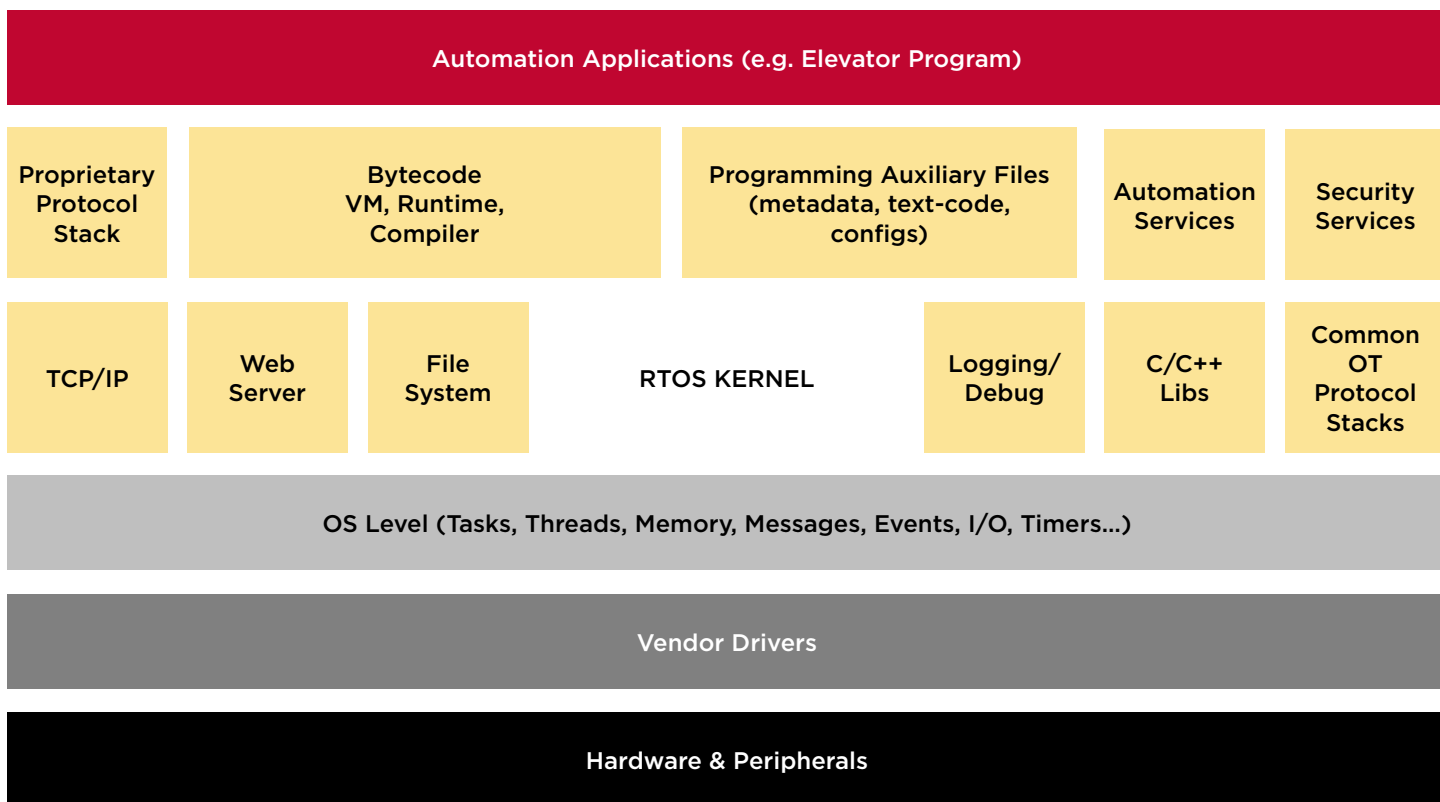 Automation Applications (e.g. Elevator Program)
Proprietary
Protocol
Stack
Bytecode
VM, Runtime,
Compiler
Programming Auxiliary Files
(metadata, text-code,
configs)
Automation
Services
Security
Services
TCP/IP
Web
Server
File
System
RTOS KERNEL
Logging/
Debug
C/C++
Libs
Common
OT
Protocol
Stacks
OS Level (Tasks, Threads, Memory, Messages, Events, I/O, Timers...)
Vendor Drivers
Hardware & Peripherals